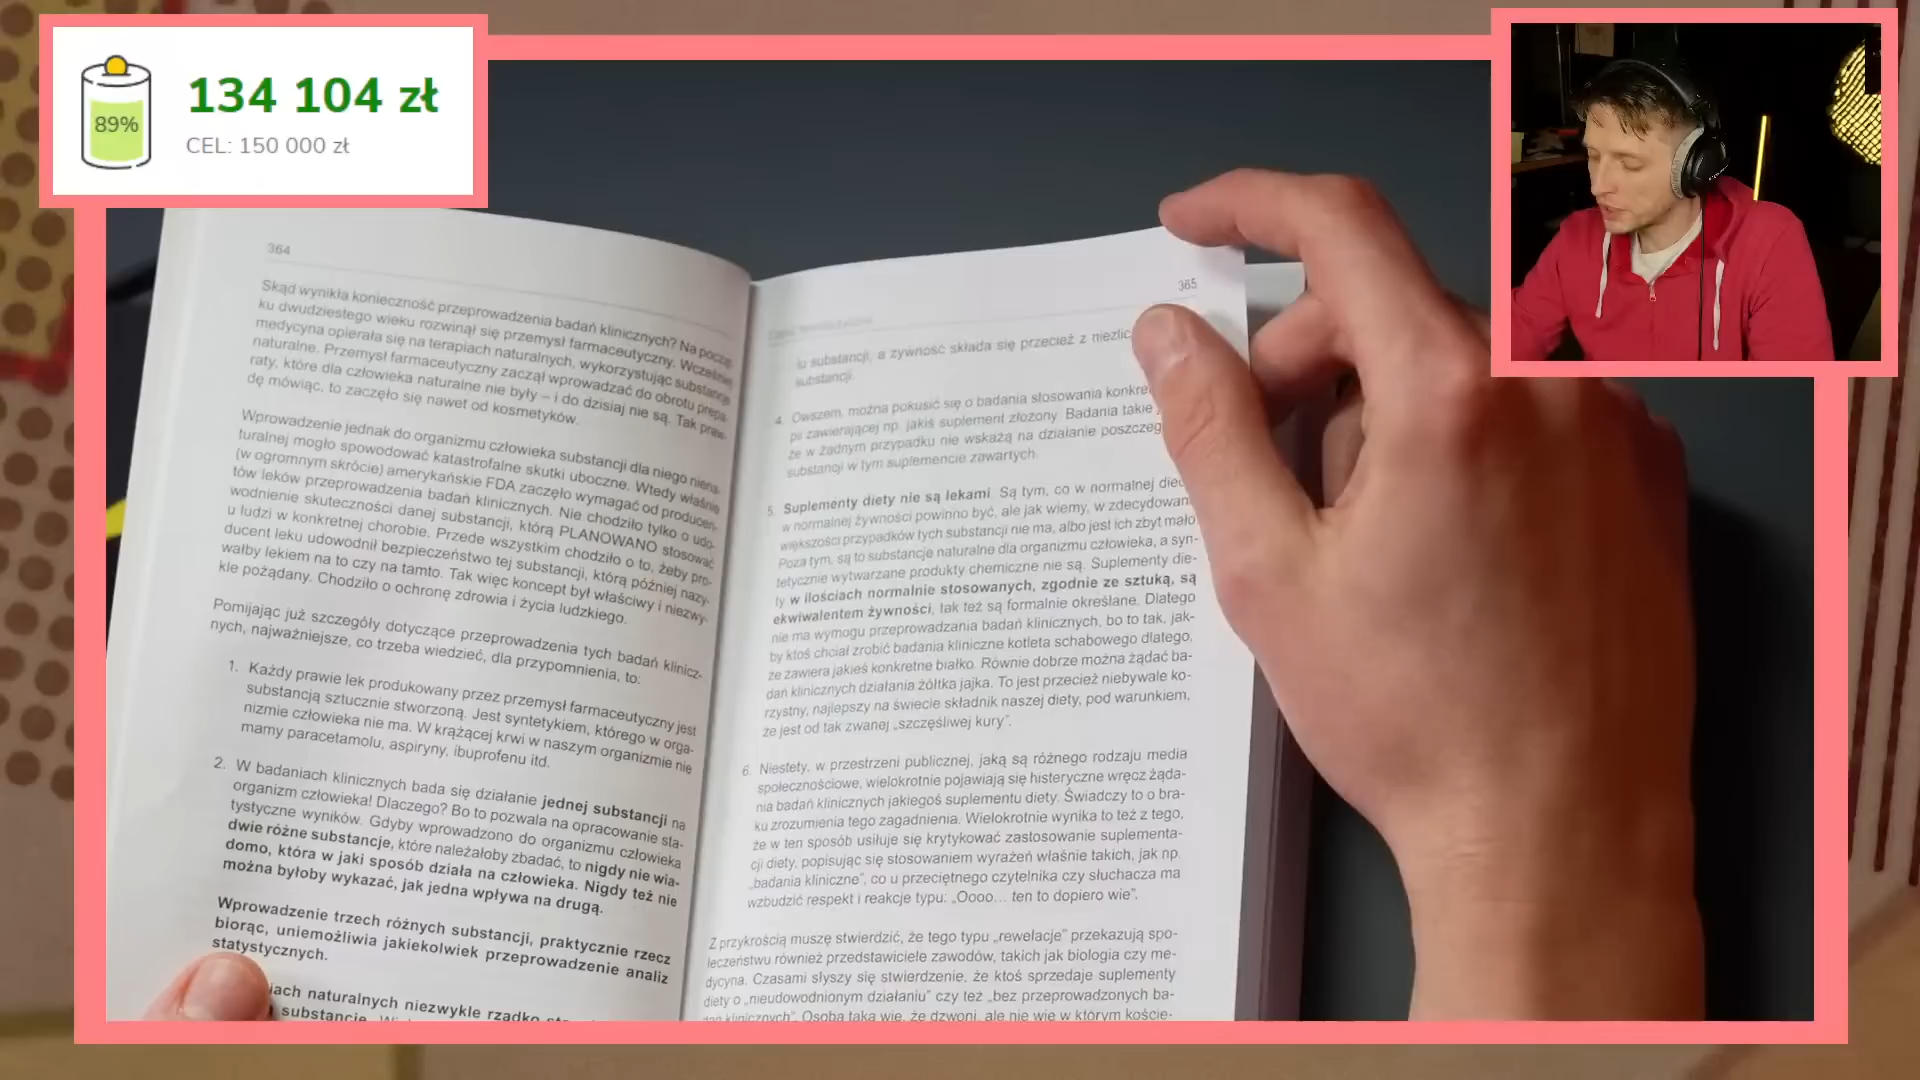 134 104 zł
89%
CEL: 150 000 zł
364
Skąd wynikła konieczność przeprowadzenia badań klinicznych? Na począt-
ku dwudziestego wieku rozwinął się przemysł farmaceutyczny. Wcześniej
medycyna opierała się na terapiach naturalnych, wykorzystując substancje
naturalne. Przemysł farmaceutyczny zaczął wprowadzać do obrotu prepa-
raty, które dla człowieka naturalne nie były – i do dzisiaj nie są. Tak praw-
dę mówiąc, to zaczęło się nawet od kosmetyków.
Wprowadzenie jednak do organizmu człowieka substancji dla niego niena-
turalnej mogło spowodować katastrofalne skutki uboczne. Wtedy właśnie
(w ogromnym skrócie) amerykańskie FDA zaczęło wymagać od producen-
tów leków przeprowadzenia badań klinicznych. Nie chodziło tylko o udo-
wodnienie skuteczności danej substancji, którą PLANOWANO stosować
u ludzi w konkretnej chorobie. Przede wszystkim chodziło o to, żeby pro-
ducent leku udowodnił bezpieczeństwo tej substancji, którą później nazy-
wałby lekiem na to czy na tamto. Tak więc koncept był właściwy i niezwy-
kle pożądany. Chodziło o ochronę zdrowia i życia ludzkiego.
Pomijając już szczegóły dotyczące przeprowadzenia tych badań klinicz-
nych, najważniejsze, co trzeba wiedzieć, dla przypomnienia, to:
1. Każdy prawie lek produkowany przez przemysł farmaceutyczny jest
substancją sztucznie stworzoną. Jest syntetykiem, którego w orga-
nizmie człowieka nie ma. W krążącej krwi w naszym organizmie nie
mamy paracetamolu, aspiryny, ibuprofenu itd.
2. W badaniach klinicznych bada się działanie jednej substancji na
organizm człowieka! Dlaczego? Bo to pozwala na opracowanie sta-
tystyczne wyników. Gdyby wprowadzono do organizmu człowieka
dwie różne substancje, które należałoby zbadać, to nigdy nie wia-
domo, która w jaki sposób działa na człowieka. Nigdy też nie
można byłoby wykazać, jak jedna wpływa na drugą.
Wprowadzenie trzech różnych substancji, praktycznie rzecz
biorąc, uniemożliwia jakiekolwiek przeprowadzenie analiz
statystycznych.
naturalnych niezwykle rzadko
substancje.
365
substancji, a żywność składa się przecież z
substancji.
4. Owszem, można pokusić się o badania stosowania
zawierającej np. jakiś suplement złożony. Badania takie
że w żadnym przypadku nie wskażą na działanie
substancji w tym suplemencie zawartych.
5. Suplementy diety nie są lekami. Są tym, co w normalnej
w normalnej żywności powinno być, ale jak wiemy, w
większości przypadków tych substancji nie ma, albo jest ich zbyt mało.
Poza tym, są to substancje naturalne dla organizmu człowieka, a syn-
tetycznie wytwarzane produkty chemiczne nie są. Suplementy die-
ty w ilościach normalnie stosowanych, zgodnie ze sztuką, są
ekwiwalentem żywności, tak też są formalnie określane. Dlatego
nie ma wymogu przeprowadzania badań klinicznych, bo to tak, jak-
by ktoś chciał zrobić badania kliniczne kotleta schabowego dlatego,
że zawiera jakieś konkretne białko. Równie dobrze można żądać ba-
dań klinicznych działania żółtka jajka. To jest przecież niebywale ko-
rzystny, najlepszy na świecie składnik naszej diety, pod warunkiem,
że jest od tak zwanej „szczęśliwej kury”.
6. Niestety, w przestrzeni publicznej, jaką są różnego rodzaju media
społecznościowe, wielokrotnie pojawiają się histeryczne wręcz żąda-
nia badań klinicznych jakiegoś suplementu diety. Świadczy to o bra-
ku zrozumienia tego zagadnienia. Wielokrotnie wynika to też z tego,
że w ten sposób usiłuje się krytykować zastosowanie suplementa-
cji diety, popisując się stosowaniem wyrażeń właśnie takich, jak np.
„badania kliniczne”, co u przeciętnego czytelnika czy słuchacza ma
wzbudzić respekt i reakcje typu: „Oooo… ten to dopiero wie”.
Z przykrością muszę stwierdzić, że tego typu „rewelacje” przekazują spo-
łeczeństwu również przedstawiciele zawodów, takich jak biologia czy me-
dycyna. Czasami słyszy się stwierdzenie, że ktoś sprzedaje suplementy
diety o „nieudowodnionym działaniu” czy też „bez przeprowadzonych ba-
dań klinicznych”. Osoba taka wie, że dzwoni, ale nie wie w którym koście-